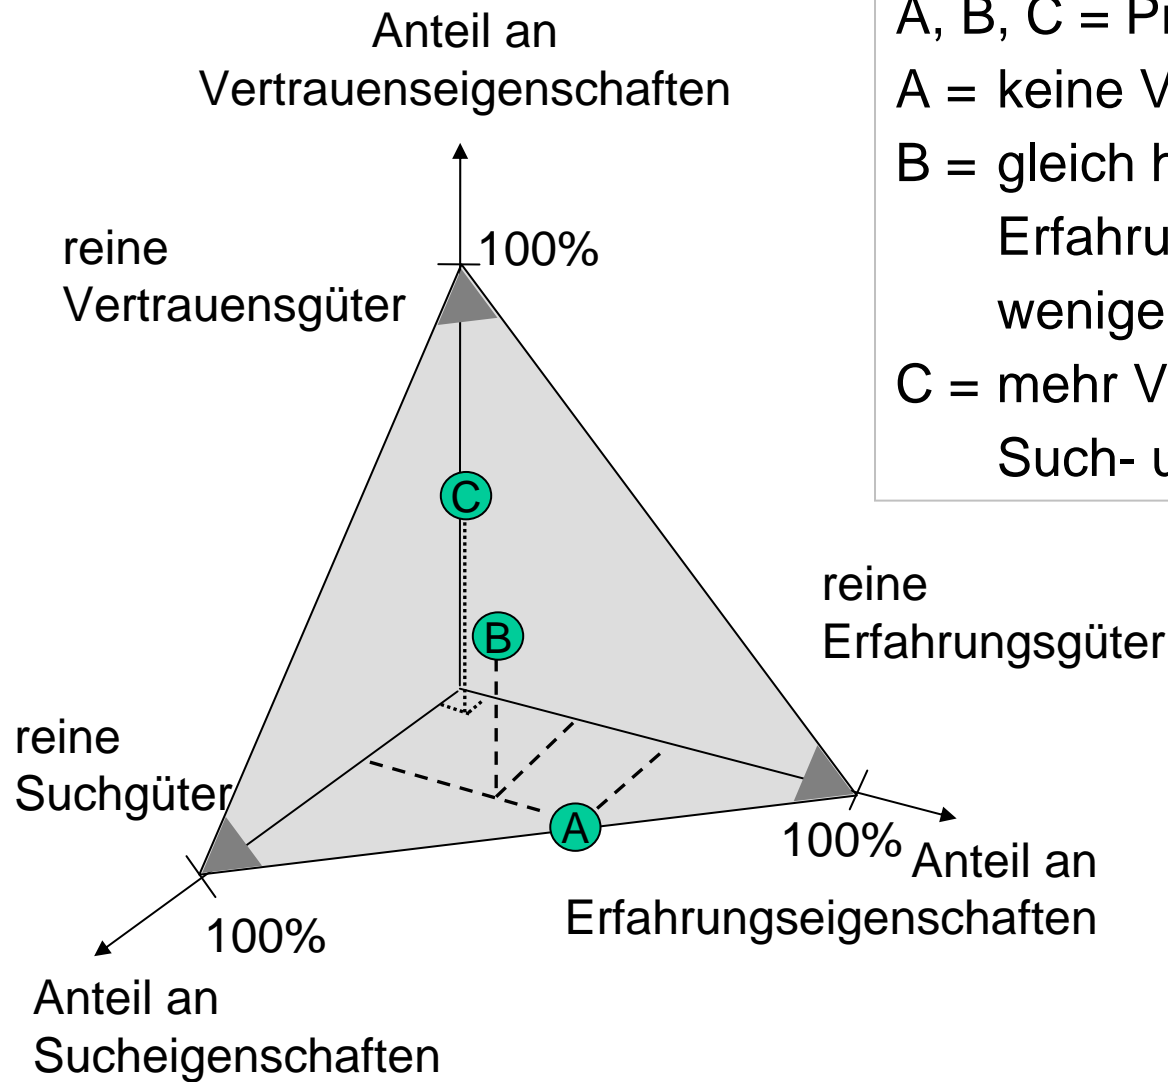 Anteil an
Vertrauenseigenschaften
A, B, C =
A = keine
B = gleich
wenige
C = mehr
Such-
reine
Vertrauensgüter
100%
C
B
reine
Erfahrungsgüter
reine
Suchgüter
A
100%
Anteil an
Erfahrungseigenschaften
100%
Anteil an
Sucheigenschaften